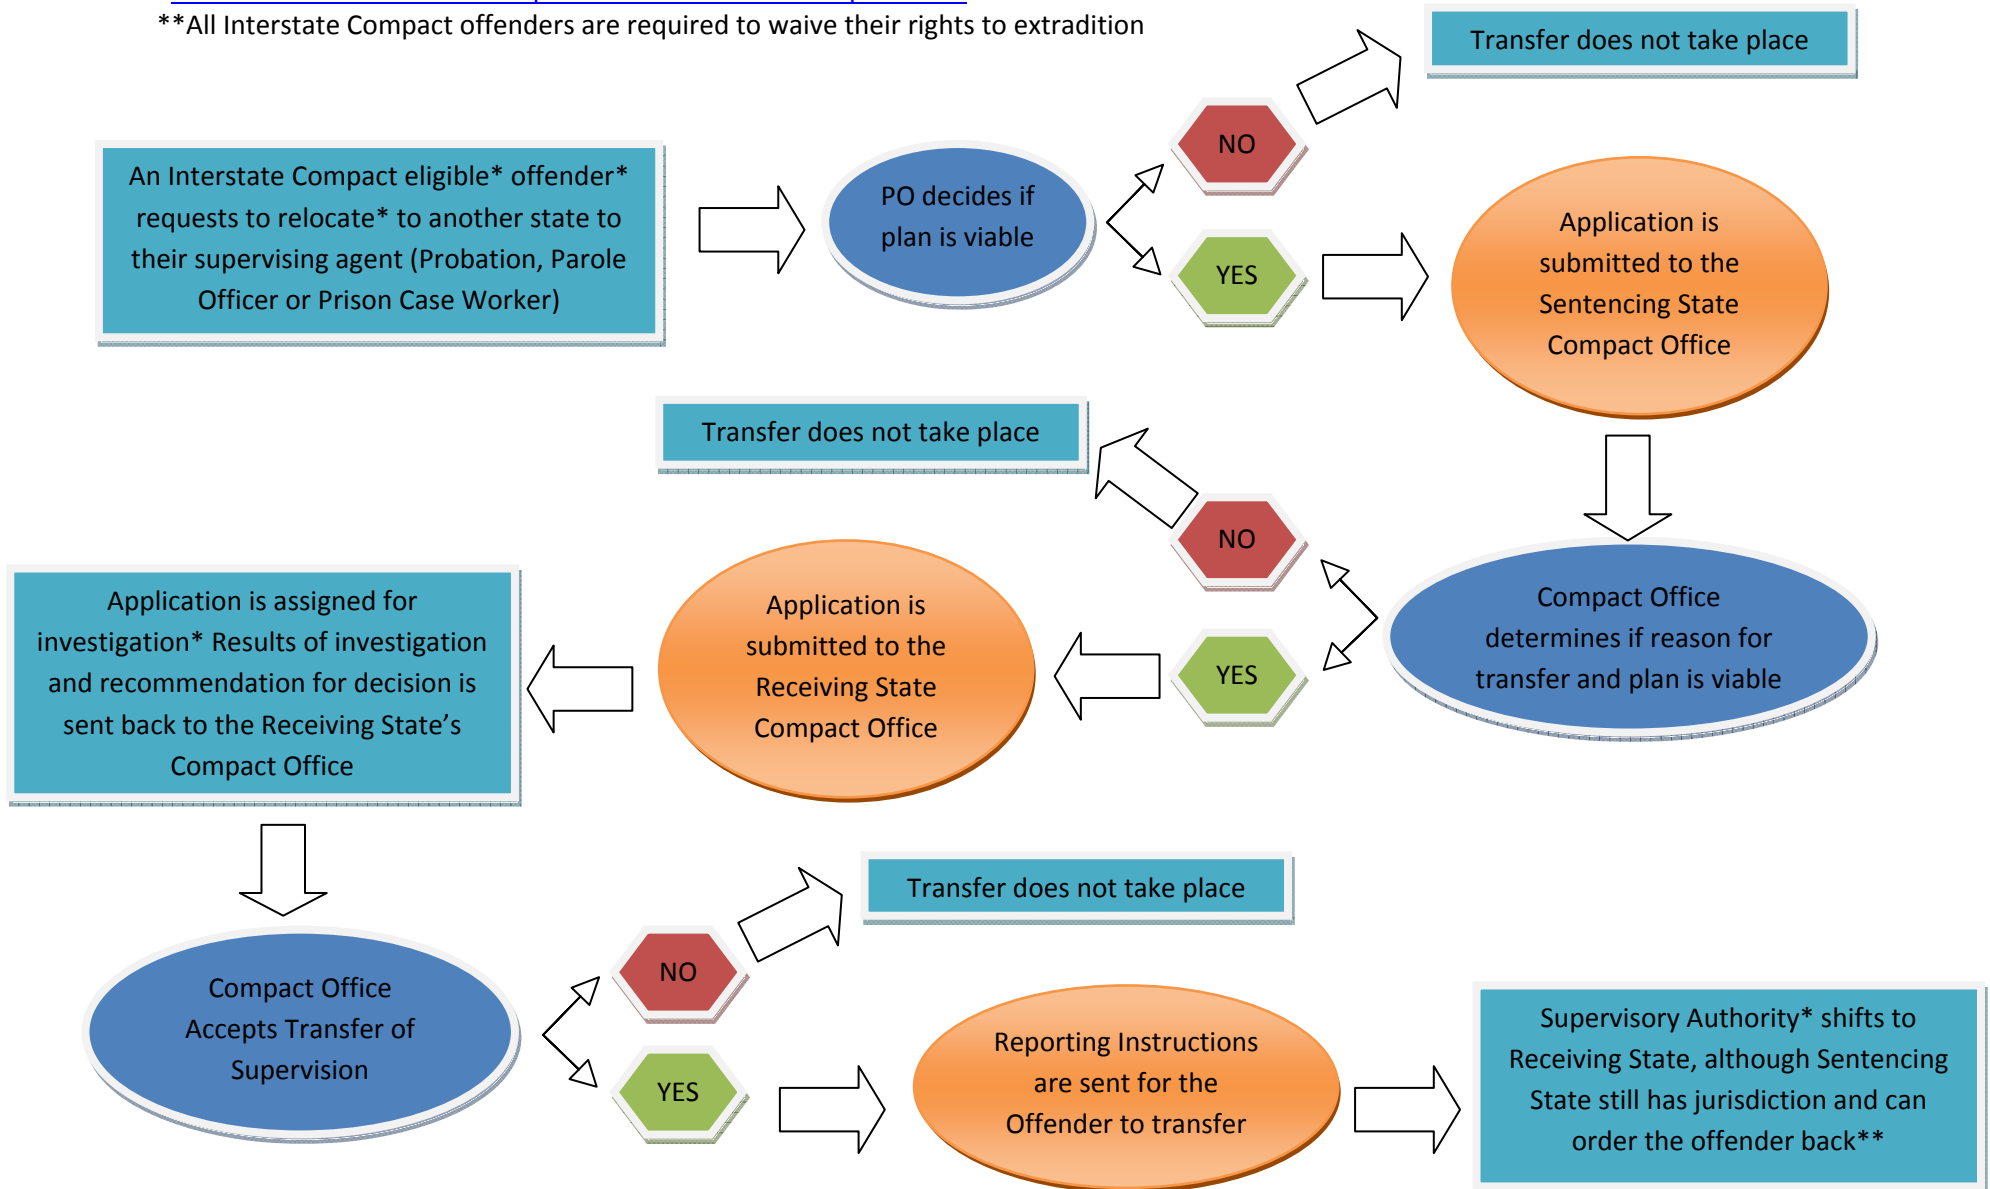 **All Interstate Compact offenders are required to waive their rights to extradition
Transfer does not take place
An Interstate Compact eligible* offender*
requests to relocate* to another state to
their supervising agent (Probation, Parole
Officer or Prison Case Worker)
PO decides if
plan is viable
NO
YES
Application is
submitted to the
Sentencing State
Compact Office
Compact Office
determines if reason for
transfer and plan is viable
NO
Transfer does not take place
YES
Application is
submitted to the
Receiving State
Compact Office
Application is assigned for
investigation* Results of investigation
and recommendation for decision is
sent back to the Receiving State’s
Compact Office
Compact Office
Accepts Transfer of
Supervision
NO
Transfer does not take place
YES
Reporting Instructions
are sent for the
Offender to transfer
Supervisory Authority* shifts to
Receiving State, although Sentencing
State still has jurisdiction and can
order the offender back**